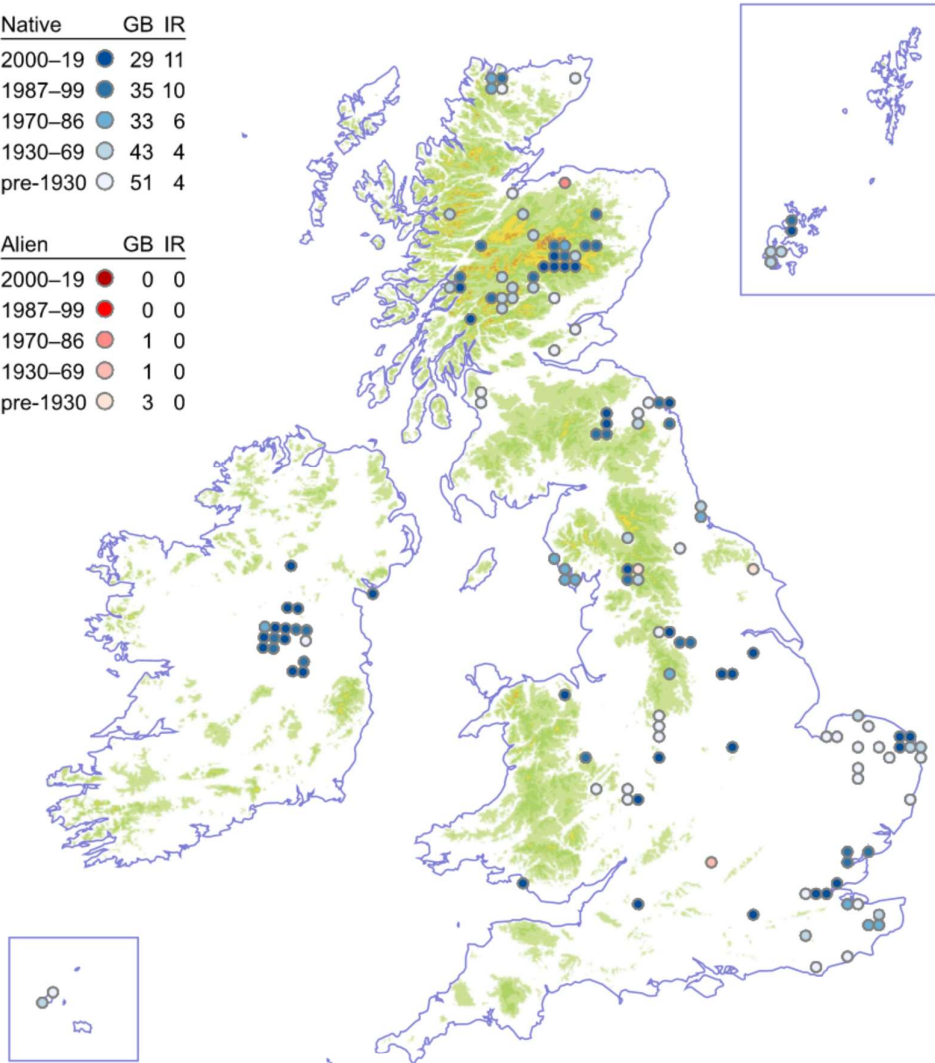 Native GB IR
2000–19 29 11
1987–99 35 10
1970–86 33 6
1930–69 43 4
pre-1930 51 4
Alien GB IR
2000–19 0 0
1987–99 0 0
1970–86 1 0
1930–69 1 0
pre-1930 3 0